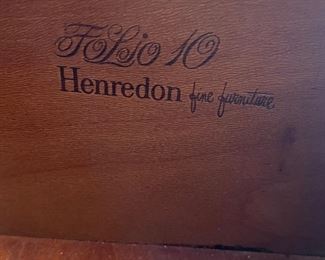 FoLio 10
Henredon fine furniture